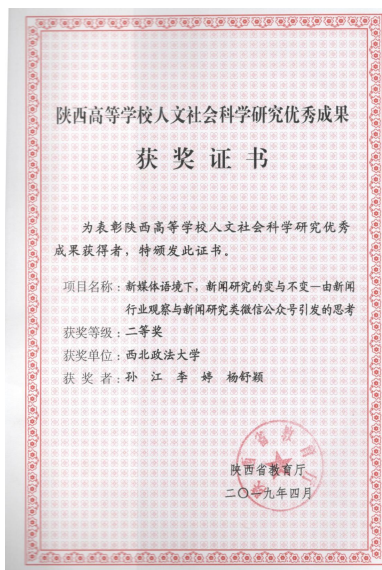 陕西高等学校人文社会科学研究优秀成果
获奖证书
为表彰陕西高等学校人文社会科学研究优秀
成果获得者，特颁发此证书。
项目名称：新媒体语境下，新闻研究的变与不变—由新闻
行业观察与新闻研究类微信公众号引发的思考
获奖等级：二等奖
获奖单位：西北政法大学
获奖者：孙江 李婷 杨舒颖
陕西省教育厅
陕西省教育厅
二〇一九年四月